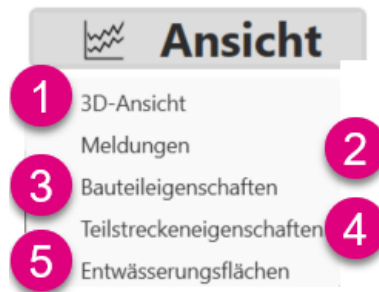 Ansicht
1 3D-Ansicht
Meldungen 2
3 Bauteileigenschaften
Teilstreckeneigenschaften 4
5 Entwässerungsflächen